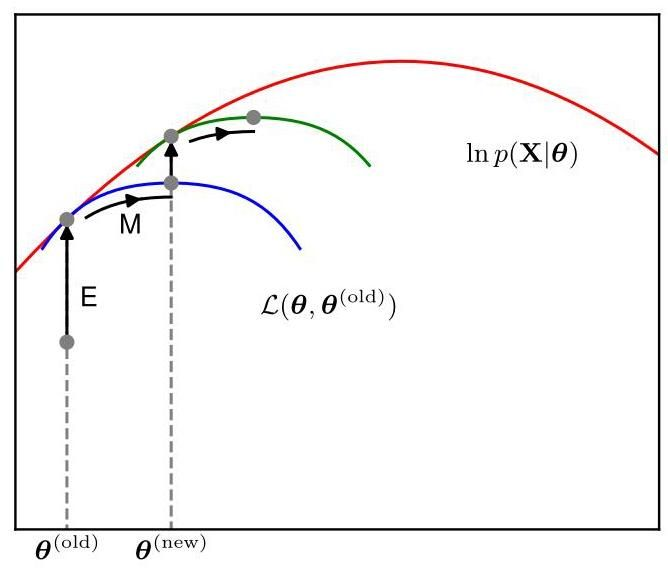 ln p(𝐗|𝜽)
M
E
ℒ(𝜽, 𝜽^(old))
𝜽^(old) 𝜽^(new)